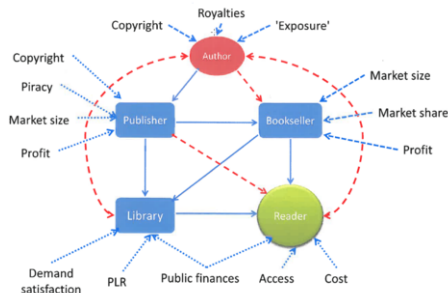 Royalties
Copyright
'Exposure'
Author
Copyright
Piracy
Market size
Profit
Publisher
Bookseller
Market size
Market share
Profit
Library
Reader
Demand
satisfaction
PLR
Public finances
Access
Cost